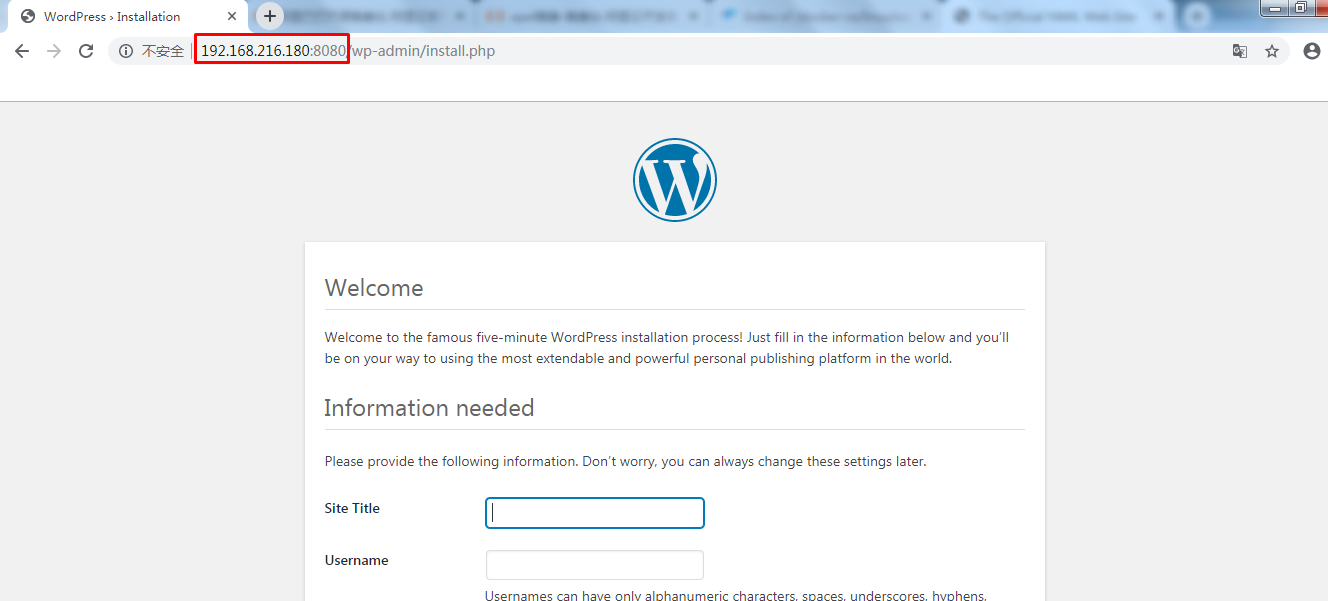 WordPress › Installation
不安全 192.168.216.180:8080/wp-admin/install.php
Welcome
Welcome to the famous five-minute WordPress installation process! Just fill in the information below and you’ll
be on your way to using the most extendable and powerful personal publishing platform in the world.
Information needed
Please provide the following information. Don’t worry, you can always change these settings later.
Site Title
Username
Usernames can have only alphanumeric characters, spaces, underscores, hyphens,